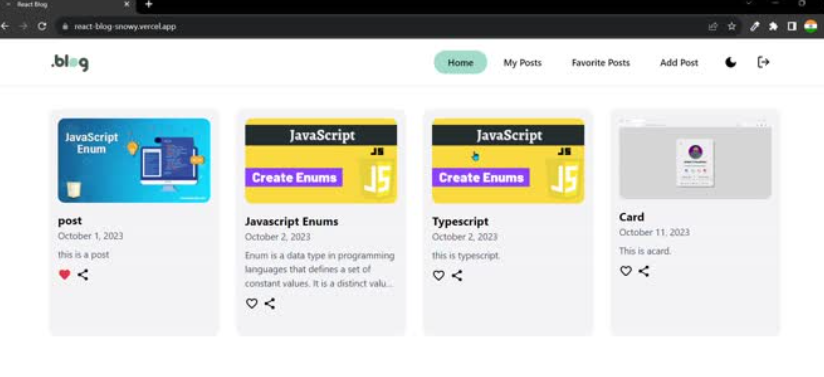 React Blog
react-blog-snowy.vercel.app
.blog
Home
My Posts
Favorite Posts
Add Post
JavaScript
Enum
post
October 1, 2023
this is a post
JavaScript
JS
Create Enums
JS
Javascript Enums
October 2, 2023
Enum is a data type in programming
languages that defines a set of
constant values. It is a distinct valu...
JavaScript
JS
Create Enums
JS
Typescript
October 2, 2023
this is typescript.
Card
October 11, 2023
This is acard.